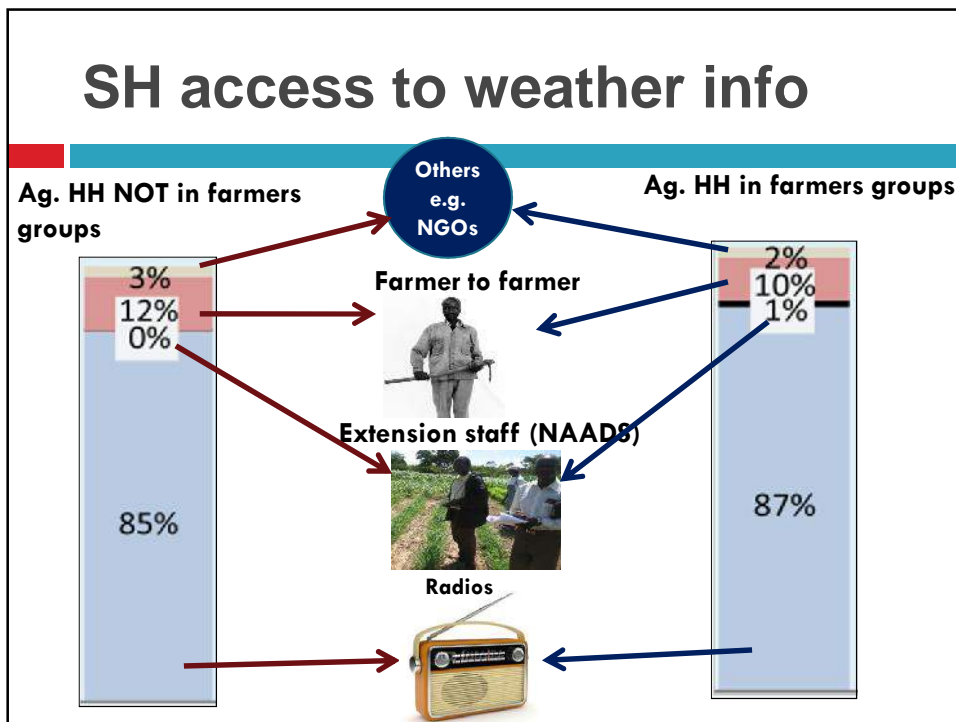 SH access to weather info
Ag. HH NOT in farmers
groups
3%
12%
0%
85%
Others
e.g.
NGOs
Farmer to farmer
Extension staff (NAADS)
Radios
Ag. HH in farmers groups
2%
10%
1%
87%